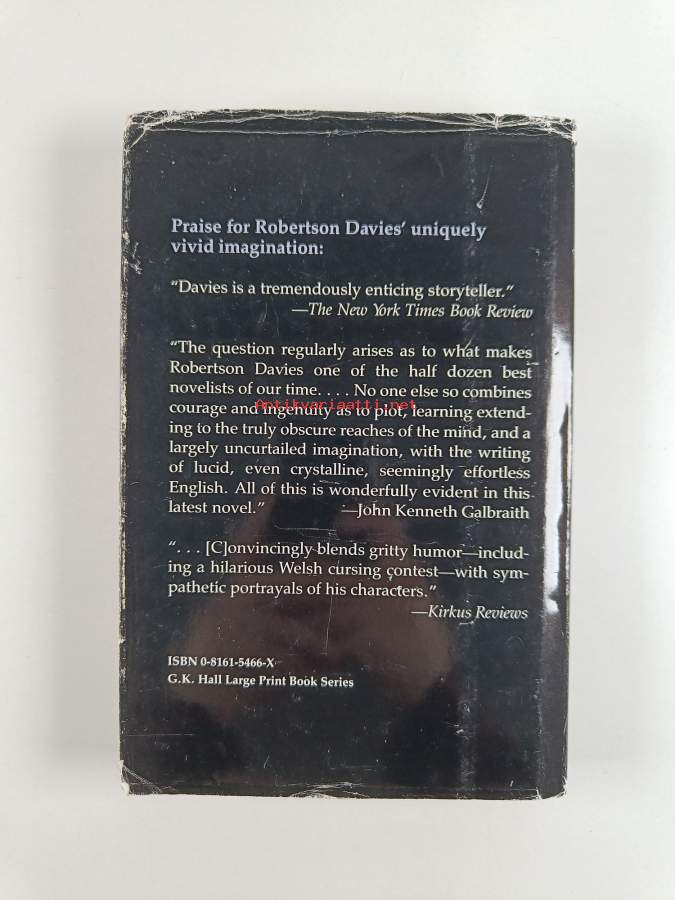 Praise for Robertson Davies' uniquely
vivid imagination:
"Davies is a tremendously enticing storyteller."
—The New York Times Book Review
"The question regularly arises as to what makes
Robertson Davies one of the half dozen best
novelists of our time. . . . No one else so combines
courage and ingenuity as to plot, learning extend-
Antikvariaatti.net
ing to the truly obscure reaches of the mind, and a
largely uncurtailed imagination, with the writing
of lucid, even crystalline, seemingly effortless
English. All of this is wonderfully evident in this
latest novel." —John Kenneth Galbraith
". . . [C]onvincingly blends gritty humor—includ-
ing a hilarious Welsh cursing contest—with sym-
pathetic portrayals of his characters."
—Kirkus Reviews
ISBN 0-8161-5466-X
G.K. Hall Large Print Book Series